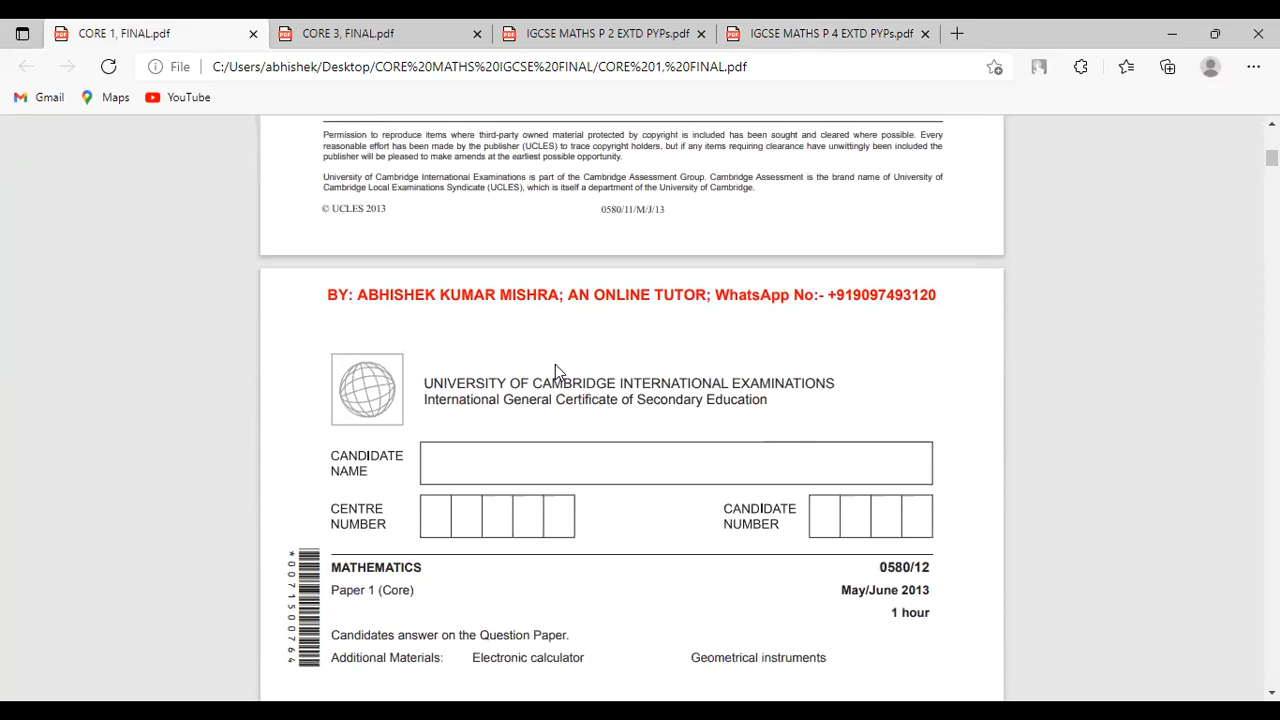 CORE 1, FINAL.pdf
CORE 3, FINAL.pdf
IGCSE MATHS P 2 EXTD PYPs.pdf
IGCSE MATHS P 4 EXTD PYPs.pdf
File
C:/Users/abhishek/Desktop/CORE%20MATHS%20IGCSE%20FINAL/CORE%201,%20FINAL.pdf
Gmail
Maps
YouTube
Permission to reproduce items where third-party owned material protected by copyright is included has been sought and cleared where possible. Every
reasonable effort has been made by the publisher (UCLES) to trace copyright holders, but if any items requiring clearance have unwittingly been included the
publisher will be pleased to make amends at the earliest possible opportunity.
University of Cambridge International Examinations is part of the Cambridge Assessment Group. Cambridge Assessment is the brand name of University of
Cambridge Local Examinations Syndicate (UCLES), which is itself a department of the University of Cambridge.
© UCLES 2013
0580/11/M/J/13
BY: ABHISHEK KUMAR MISHRA; AN ONLINE TUTOR; WhatsApp No:- +919097493120
UNIVERSITY OF CAMBRIDGE INTERNATIONAL EXAMINATIONS
International General Certificate of Secondary Education
CANDIDATE
NAME
CENTRE
NUMBER
CANDIDATE
NUMBER
*0071500764
MATHEMATICS
0580/12
Paper 1 (Core)
May/June 2013
1 hour
Candidates answer on the Question Paper.
Additional Materials:
Electronic calculator
Geometrical instruments